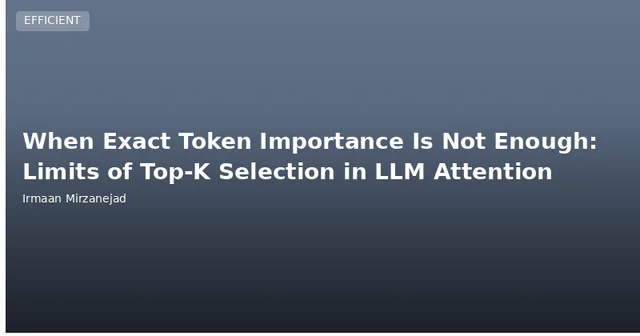 EFFICIENT
When Exact Token Importance Is Not Enough:
Limits of Top-K Selection in LLM Attention
Irmaan Mirzanejad